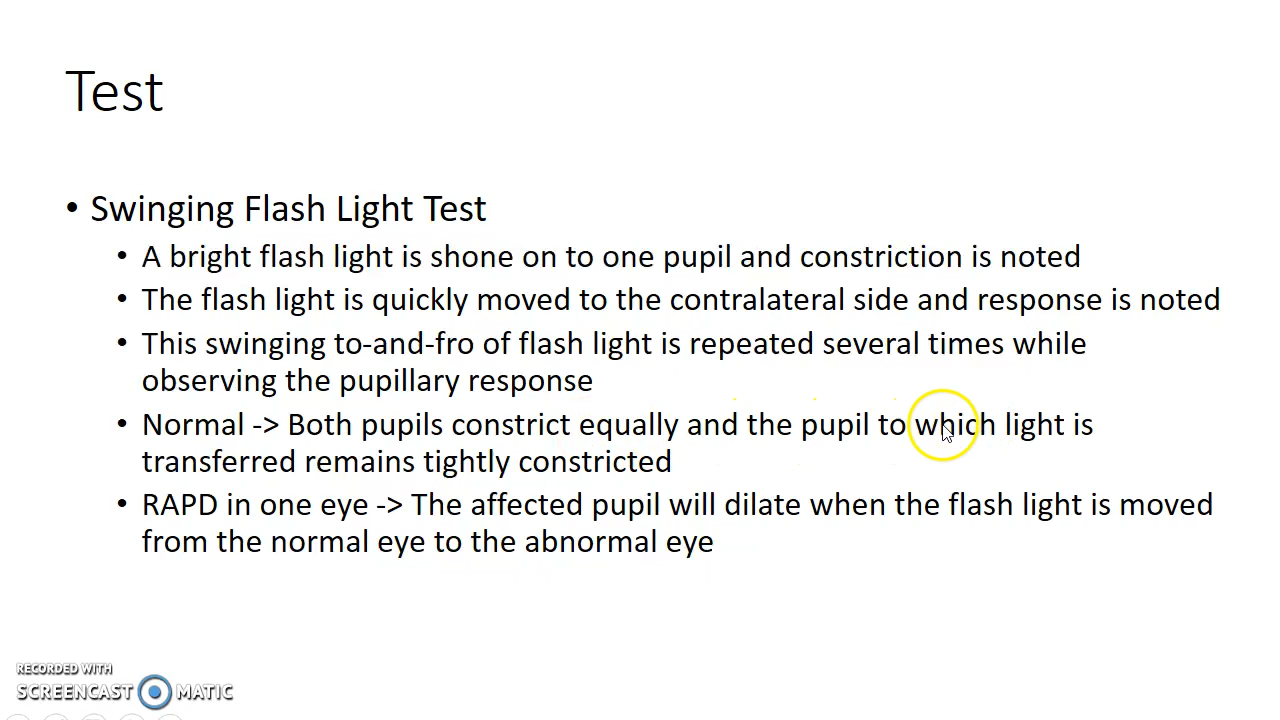 Test
• Swinging Flash Light Test
• A bright flash light is shone on to one pupil and constriction is noted
• The flash light is quickly moved to the contralateral side and response is noted
• This swinging to-and-fro of flash light is repeated several times while
observing the pupillary response
• Normal -> Both pupils constrict equally and the pupil to which light is
transferred remains tightly constricted
• RAPD in one eye -> The affected pupil will dilate when the flash light is moved
from the normal eye to the abnormal eye
RECORDED WITH
SCREENCAST MATIC